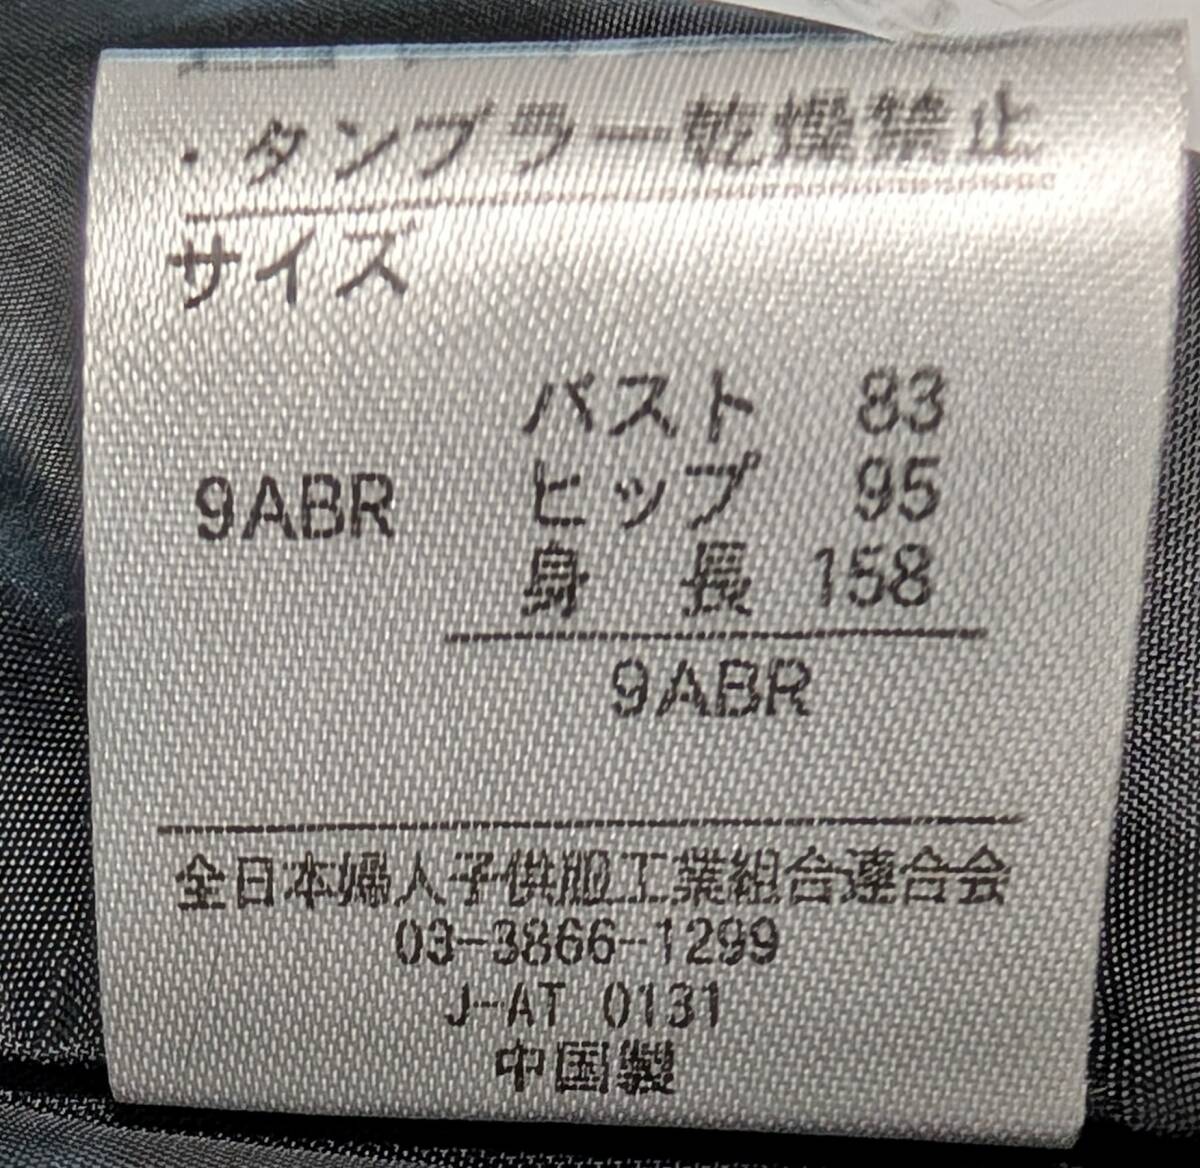 ・タンブラー乾燥禁止
サイズ
バスト 83
9ABR
ヒップ 95
身長 158
9ABR
全日本婦人子供服工業組合連合会
03-3866-1299
J-AT 0131
中国製